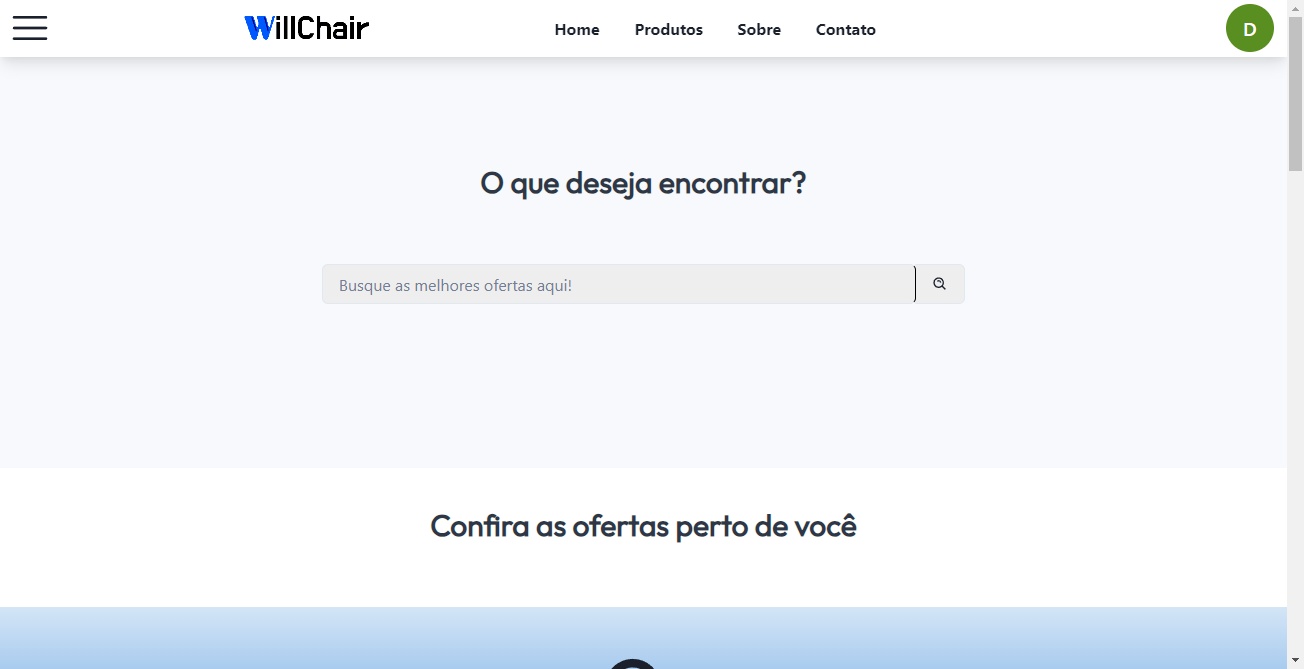 WillChair
Home Produtos Sobre Contato
D
O que deseja encontrar?
Busque as melhores ofertas aqui!
Confira as ofertas perto de você